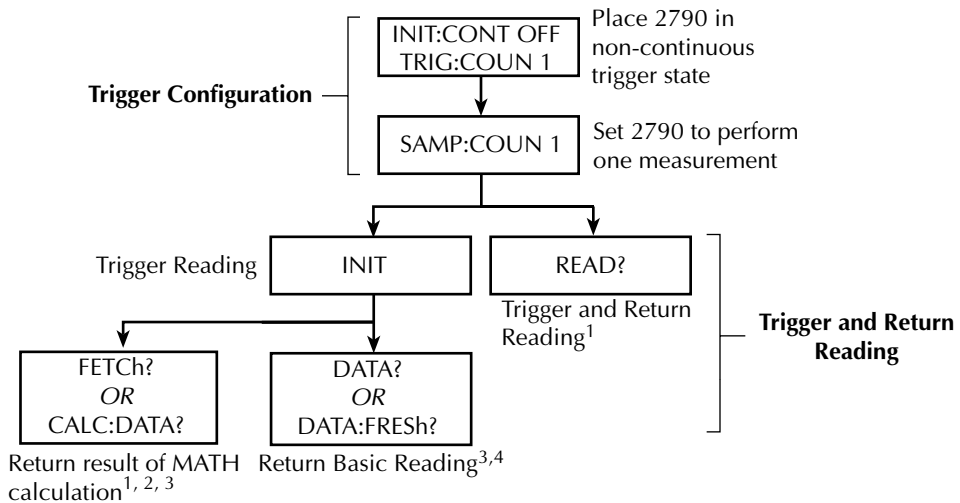 INIT:CONT OFF
TRIG:COUN 1
Place 2790 in
non-continuous
trigger state
Trigger Configuration
SAMP:COUN 1
Set 2790 to perform
one measurement
Trigger Reading
INIT
READ?
Trigger and Return
Reading1
Trigger and Return
Reading
FETCh?
OR
CALC:DATA?
DATA?
OR
DATA:FRESh?
Return result of MATH
calculation1, 2, 3
Return Basic Reading3,4